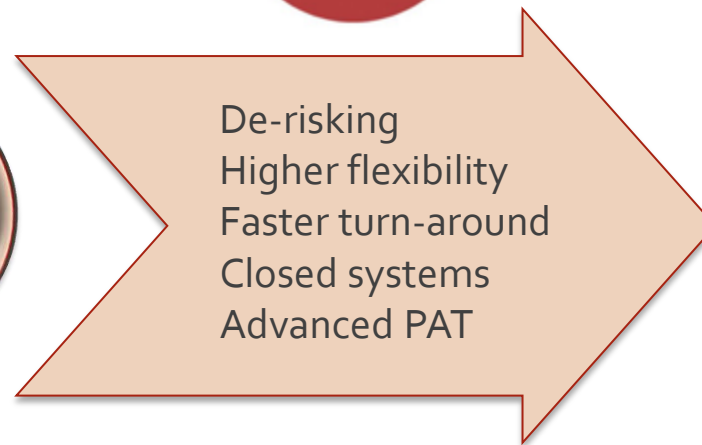 De-risking
Higher flexibility
Faster turn-around
Closed systems
Advanced PAT